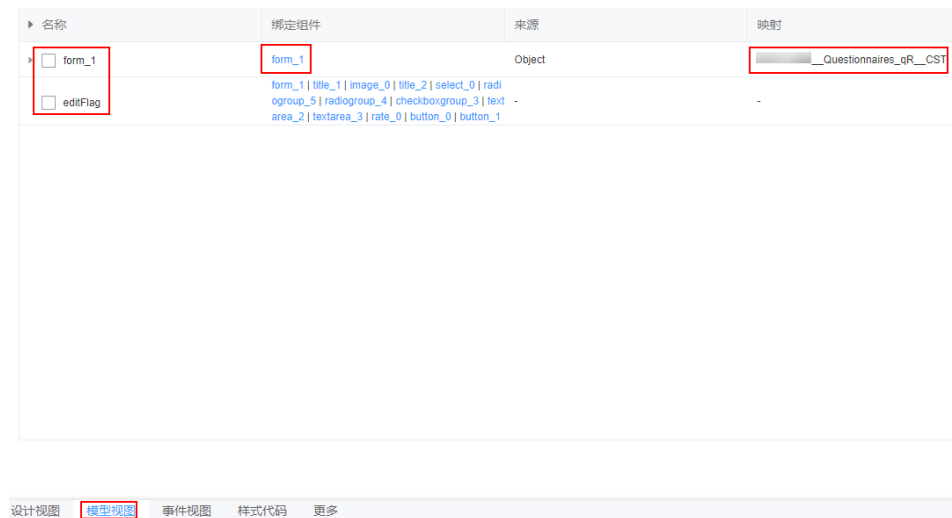 名称 绑定组件 来源 映射
form_1 form_1 Object __Questionnaires_qR__CST
form_1 | title_1 | image_0 | title_2 | select_0 | radi
editFlag ogroup_5 | radiogroup_4 | checkboxgroup_3 | text - -
area_2 | textarea_3 | rate_0 | button_0 | button_1
设计视图 模型视图 事件视图 样式代码 更多